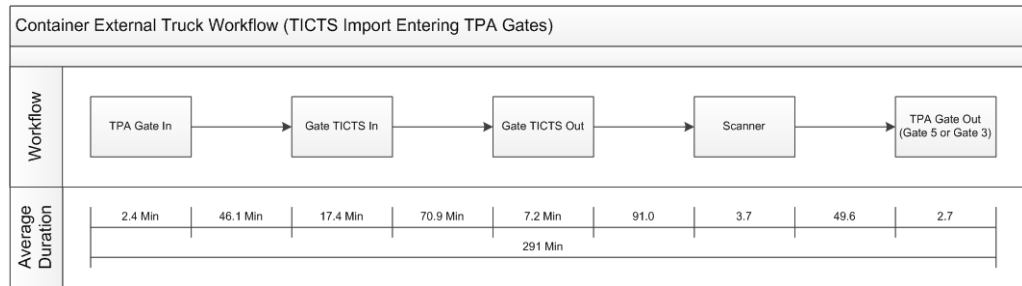 Container External Truck Workflow (TICTS Import Entering TPA Gates)
Workflow
TPA Gate In
Gate TICTS In
Gate TICTS Out
Scanner
TPA Gate Out
(Gate 5 or Gate 3)
Average
Duration
2.4 Min
46.1 Min
17.4 Min
70.9 Min
7.2 Min
91.0
3.7
49.6
2.7
291 Min